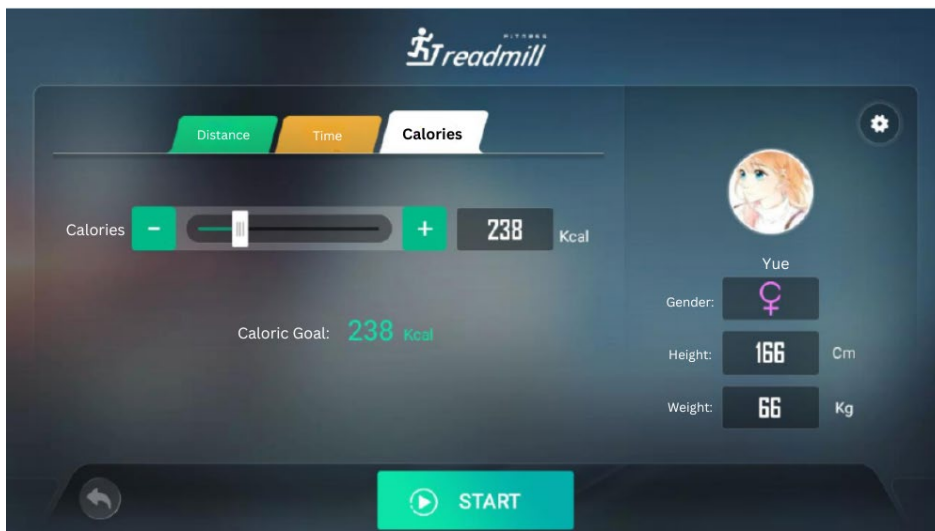 FITNESS
Treadmill
Distance Time Calories
Calories - + 238 Kcal
Caloric Goal: 238 Kcal
Yue
Gender:
Height: 166 Cm
Weight: 66 Kg
START